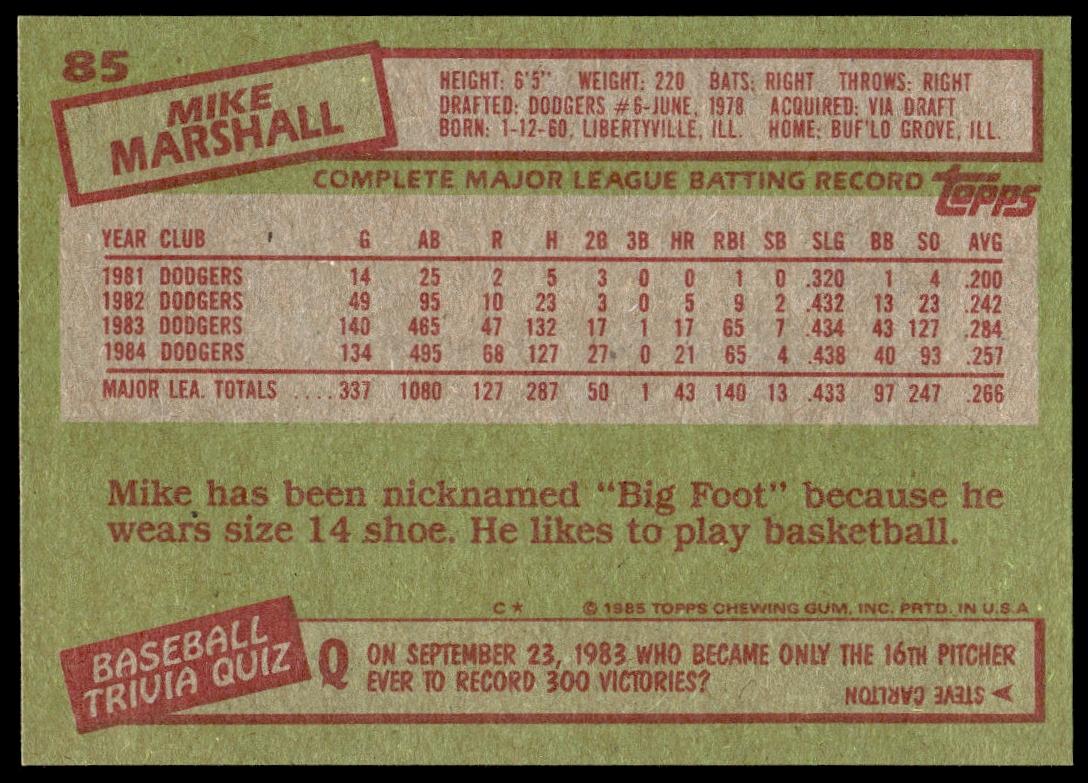 85
MIKE
MARSHALL
HEIGHT: 6'5" WEIGHT: 220 BATS: RIGHT THROWS: RIGHT
DRAFTED: DODGERS #6-JUNE, 1978 ACQUIRED: VIA DRAFT
BORN: 1-12-60, LIBERTYVILLE, ILL. HOME: BUF'LO GROVE, ILL.
COMPLETE MAJOR LEAGUE BATTING RECORD topps
YEAR CLUB G AB R H 2B 3B HR RBI SB SLG BB SO AVG
1981 DODGERS 14 25 2 5 3 0 0 1 0 .320 1 4 .200
1982 DODGERS 49 95 10 23 3 0 5 9 2 .432 13 23 .242
1983 DODGERS 140 465 47 132 17 1 17 65 7 .434 43 127 .284
1984 DODGERS 134 495 68 127 27 0 21 65 4 .438 40 93 .257
MAJOR LEA. TOTALS ....337 1080 127 287 50 1 43 140 13 .433 97 247 .266
Mike has been nicknamed "Big Foot" because he
wears size 14 shoe. He likes to play basketball.
C* © 1985 TOPPS CHEWING GUM, INC. PRTD. IN U.S.A
BASEBALL
TRIVIA QUIZ
Q ON SEPTEMBER 23, 1983 WHO BECAME ONLY THE 16TH PITCHER
EVER TO RECORD 300 VICTORIES?
STEVE CARLTON